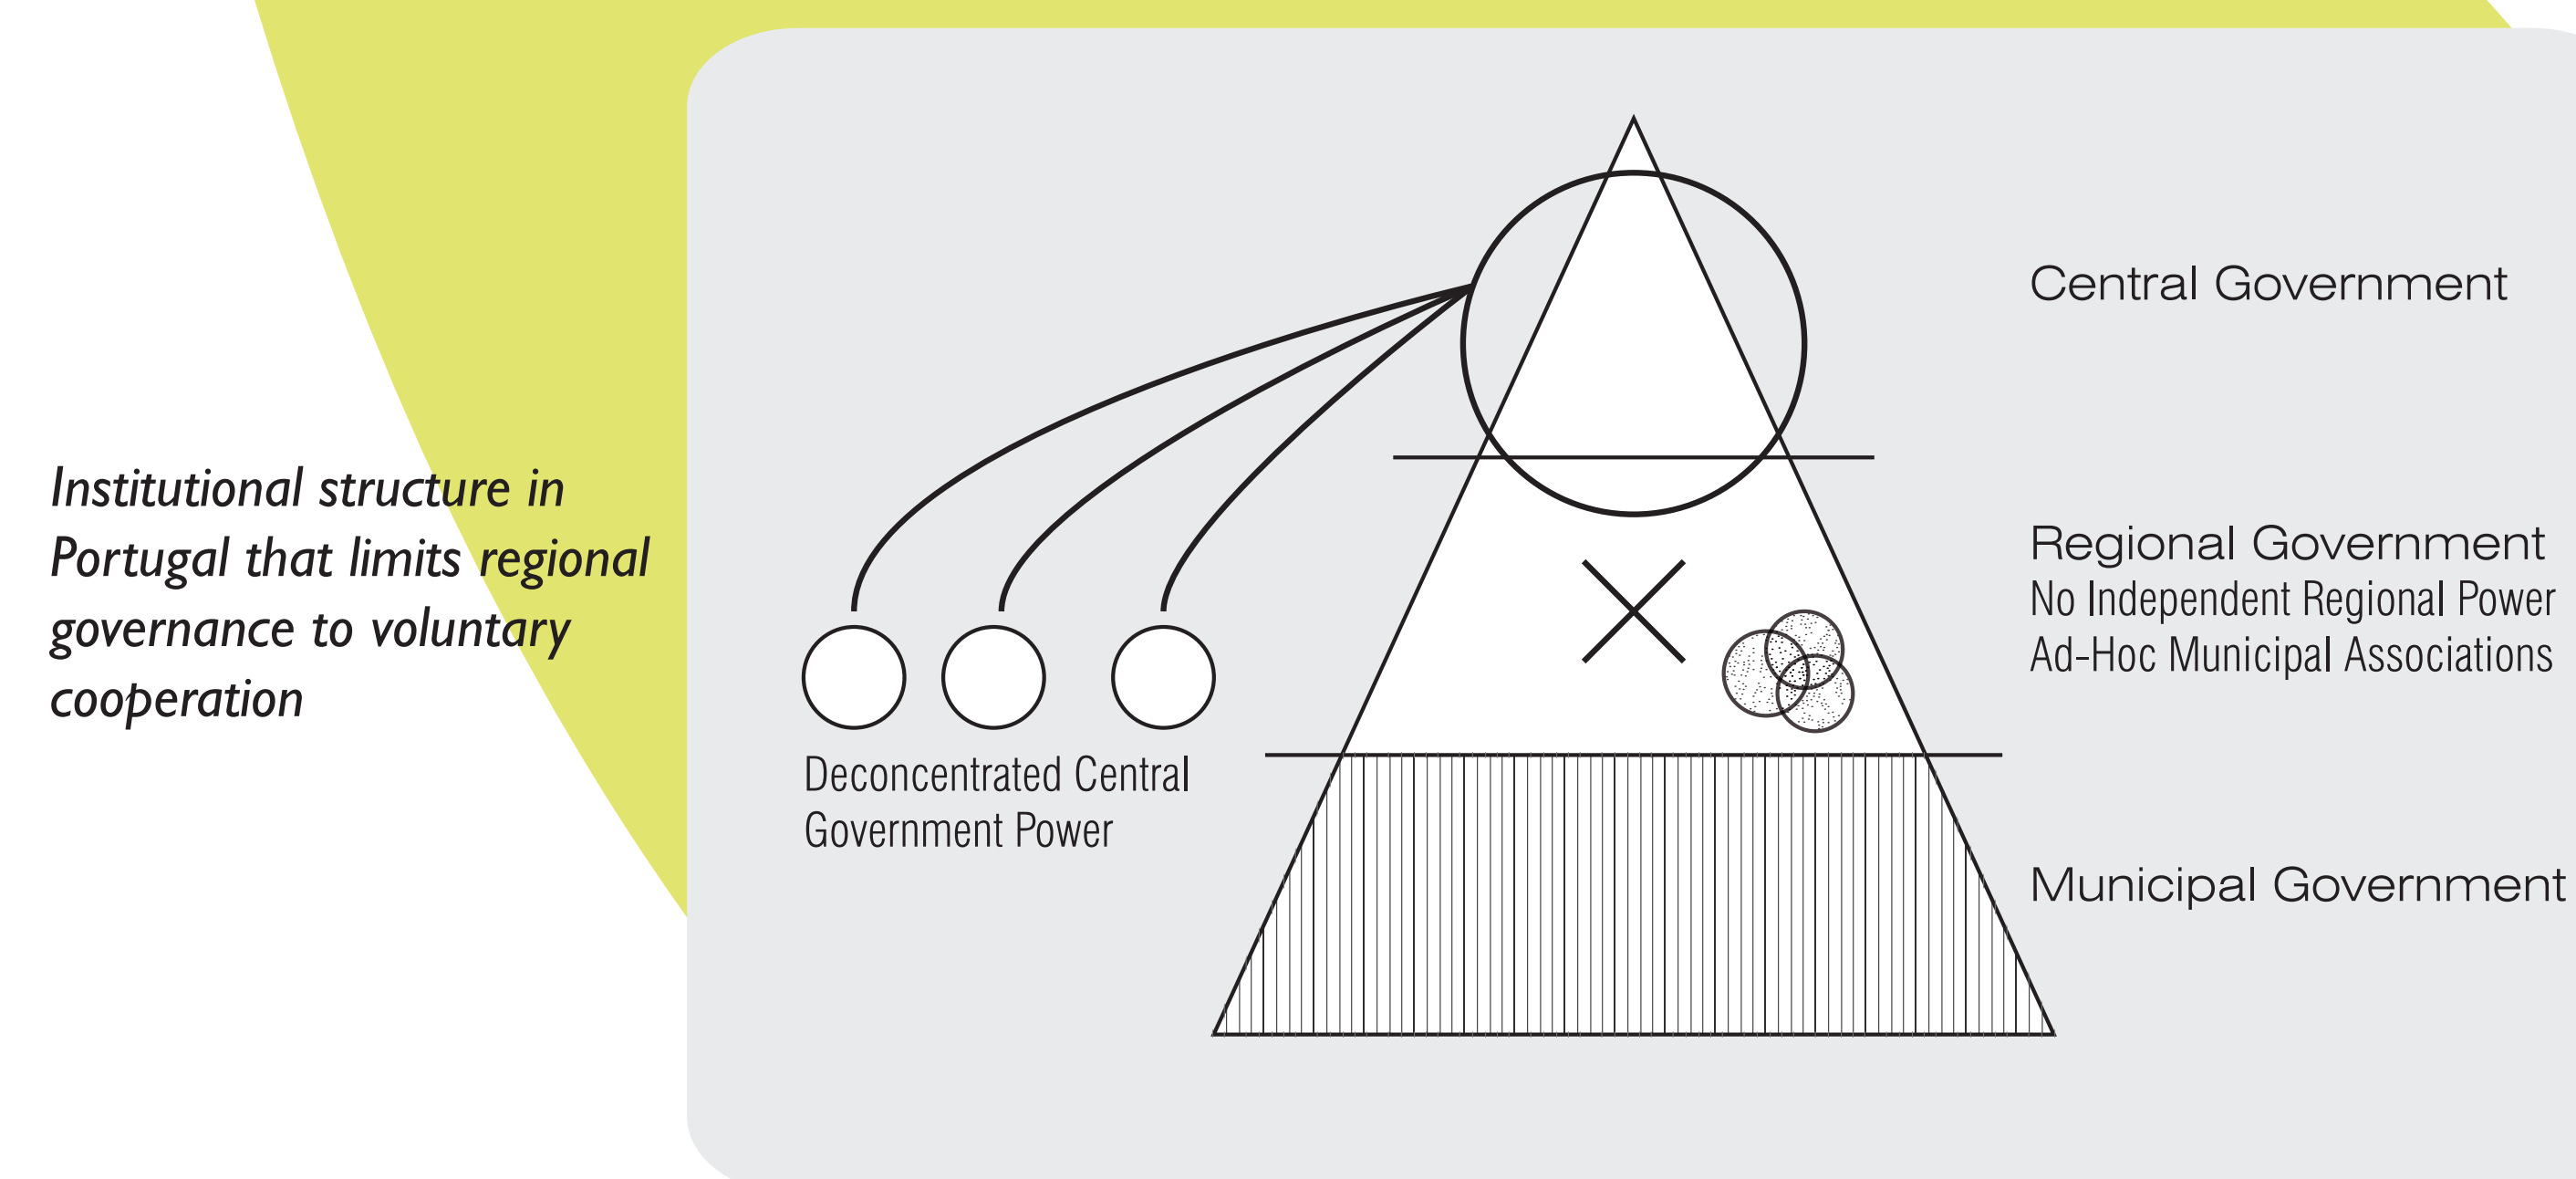 Institutional structure in
Portugal that limits regional
governance to voluntary
cooperation
Deconcentrated Central
Government Power
Central Government
Regional Government
No Independent Regional Power
Ad-Hoc Municipal Associations
Municipal Government